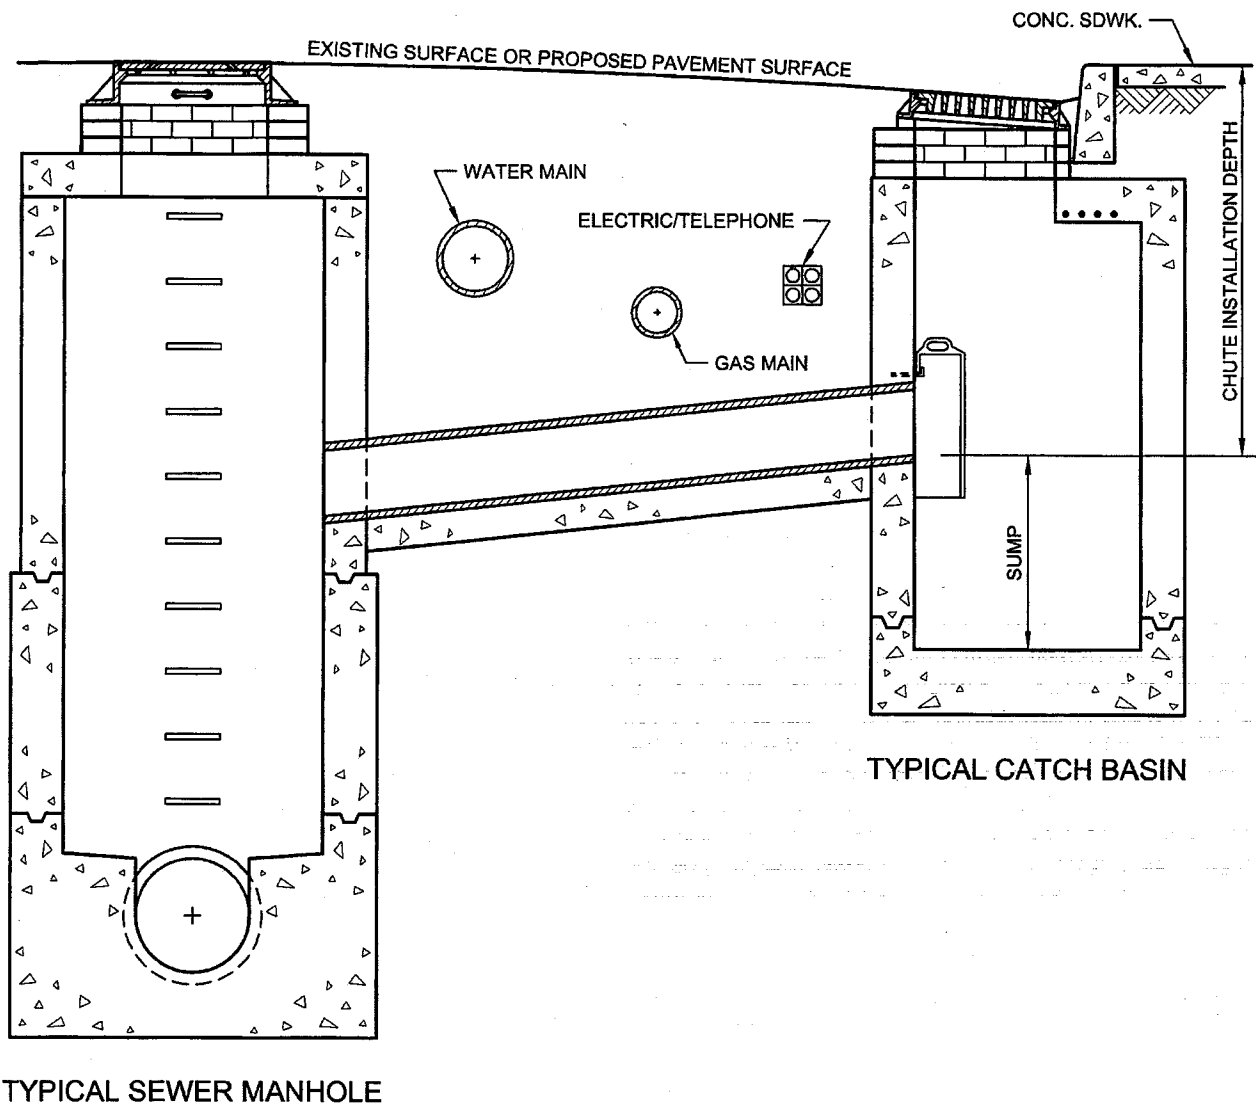 CONC. SDWK.
EXISTING SURFACE OR PROPOSED PAVEMENT SURFACE
WATER MAIN
ELECTRIC/TELEPHONE
GAS MAIN
CHUTE INSTALLATION DEPTH
SUMP
TYPICAL CATCH BASIN
TYPICAL SEWER MANHOLE